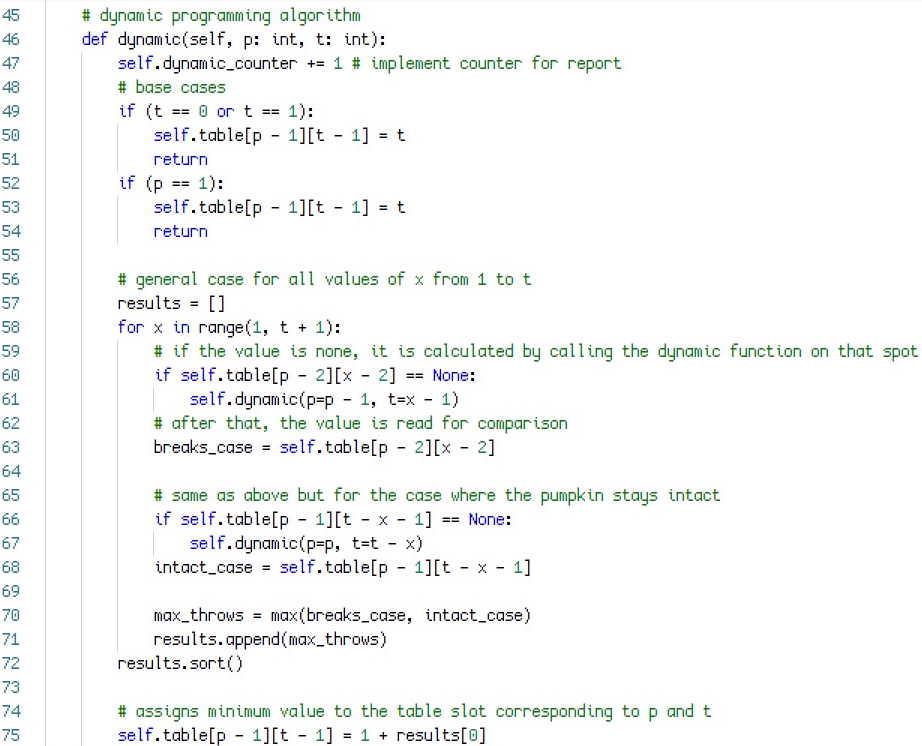 45 # dynamic programming algorithm
46 def dynamic(self, p: int, t: int):
47 self.dynamic_counter += 1 # implement counter for report
48 # base cases
49 if (t == 0 or t == 1):
50 self.table[p - 1][t - 1] = t
51 return
52 if (p == 1):
53 self.table[p - 1][t - 1] = t
54 return
55
56 # general case for all values of x from 1 to t
57 results = []
58 for x in range(1, t + 1):
59 # if the value is none, it is calculated by calling the dynamic function on that spot
60 if self.table[p - 2][x - 2] == None:
61 self.dynamic(p=p - 1, t=x - 1)
62 # after that, the value is read for comparison
63 breaks_case = self.table[p - 2][x - 2]
64
65 # same as above but for the case where the pumpkin stays intact
66 if self.table[p - 1][t - x - 1] == None:
67 self.dynamic(p=p, t=t - x)
68 intact_case = self.table[p - 1][t - x - 1]
69
70 max_throws = max(breaks_case, intact_case)
71 results.append(max_throws)
72 results.sort()
73
74 # assigns minimum value to the table slot corresponding to p and t
75 self.table[p - 1][t - 1] = 1 + results[0]